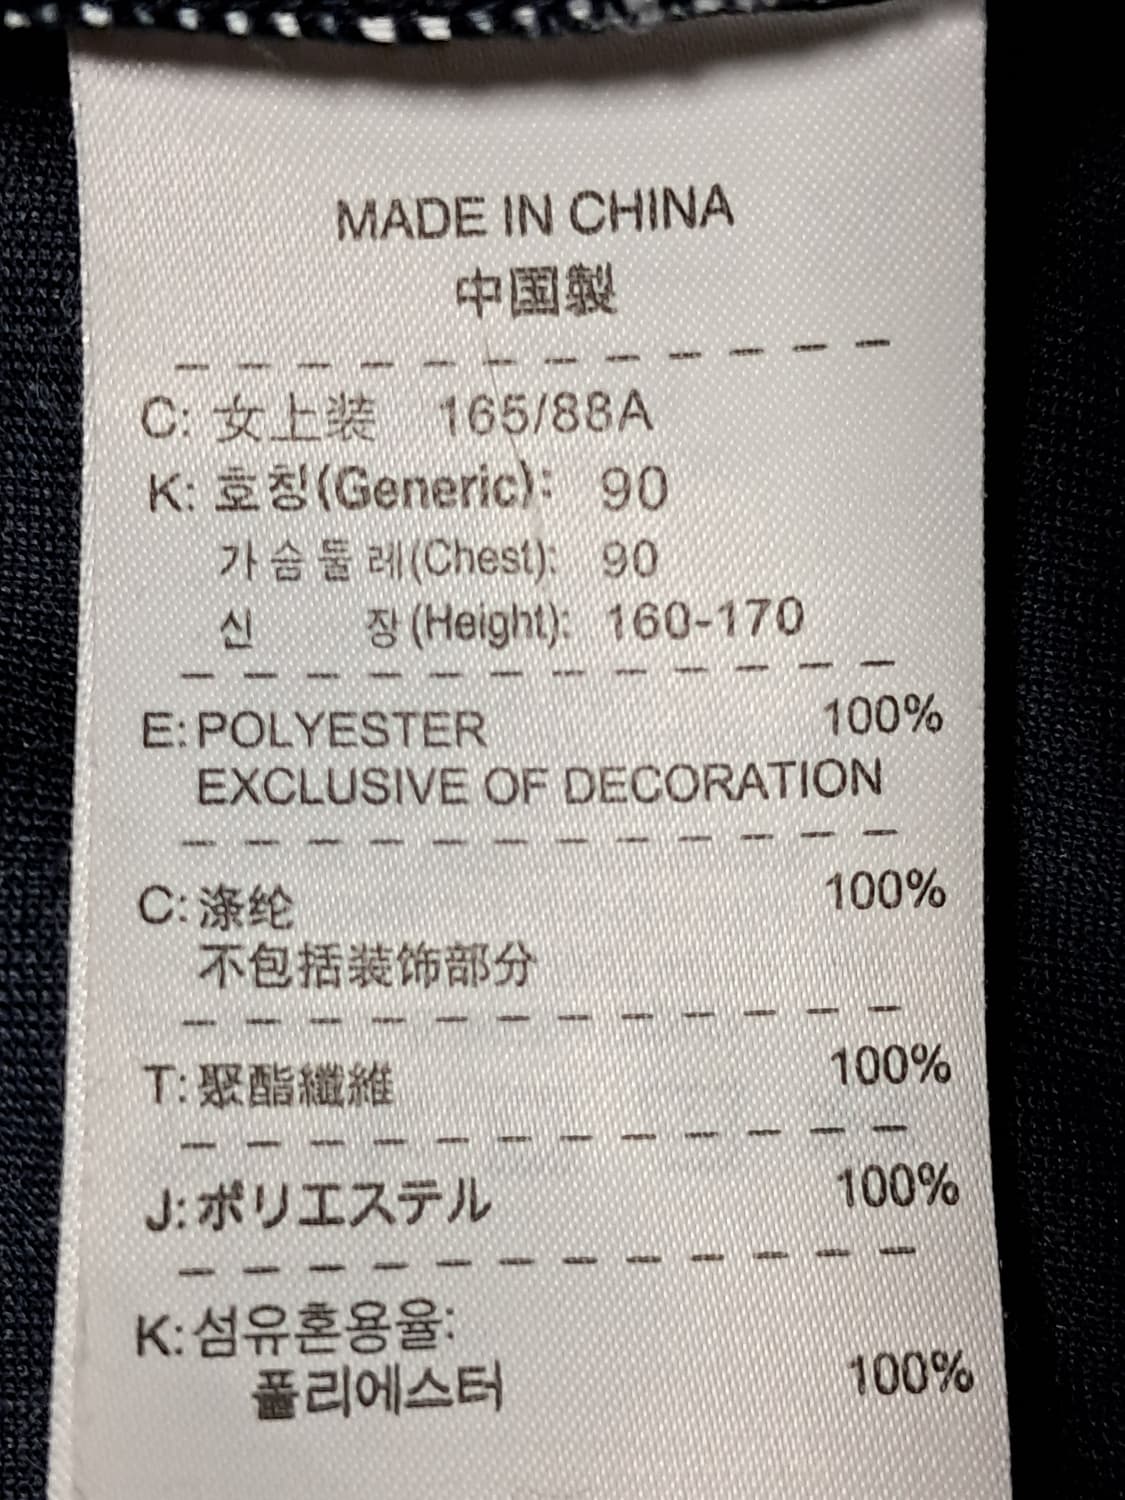 MADE IN CHINA
中国製
C: 女上装 165/88A
K: 호칭(Generic): 90
가슴둘레(Chest): 90
신 장(Height): 160-170
E: POLYESTER 100%
EXCLUSIVE OF DECORATION
C: 涤纶 100%
不包括装饰部分
T: 聚酯纖維 100%
J: ポリエステル 100%
K: 섬유혼용율:
폴리에스터 100%